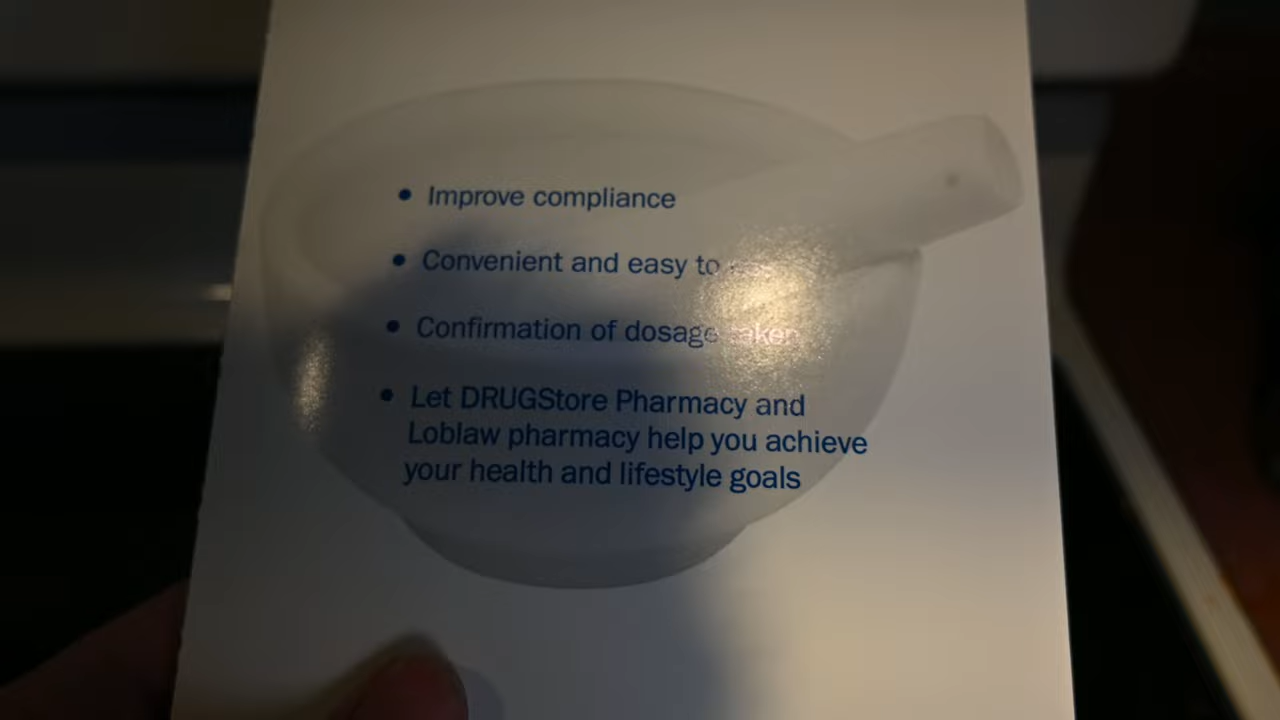 • Improve compliance
• Convenient and easy to
• Confirmation of dosage taken
• Let DRUGStore Pharmacy and
Loblaw pharmacy help you achieve
your health and lifestyle goals